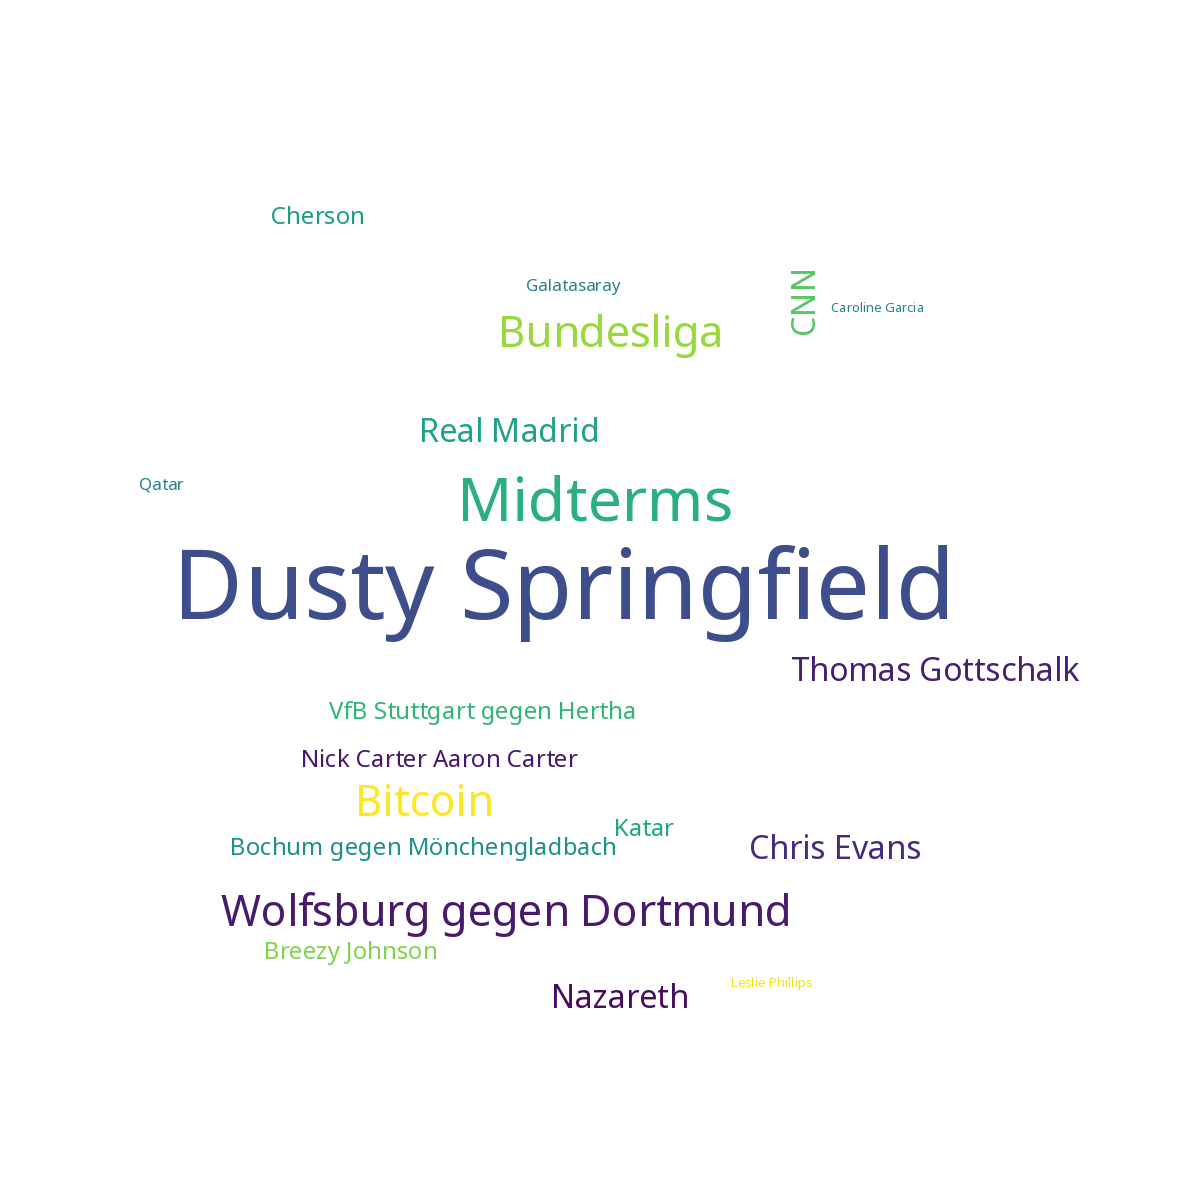 Cherson
Galatasaray
CNN
Caroline Garcia
Bundesliga
Real Madrid
Qatar
Midterms
Dusty Springfield
Thomas Gottschalk
VfB Stuttgart gegen Hertha
Nick Carter Aaron Carter
Bitcoin
Katar
Bochum gegen Mönchengladbach
Chris Evans
Wolfsburg gegen Dortmund
Breezy Johnson
Leslie Phillips
Nazareth